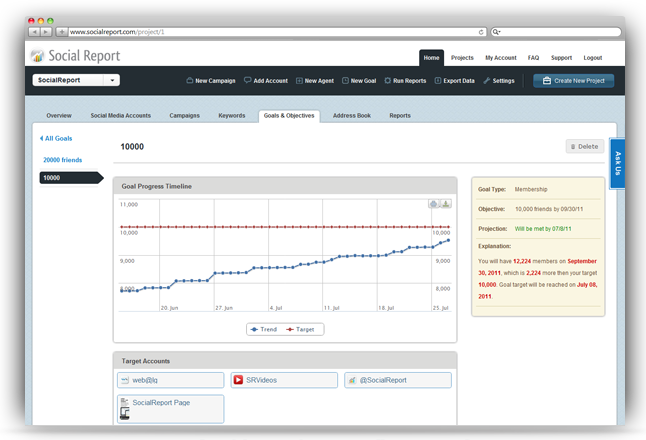 www.socialreport.com/project/1
Social Report
Home Projects My Account FAQ Support Logout
SocialReport
New Campaign Add Account New Agent New Goal Run Reports Export Data Settings Create New Project
Overview Social Media Accounts Campaigns Keywords Goals & Objectives Address Book Reports
All Goals
20000 friends
10000
10000
Delete
Ask Us
Goal Progress Timeline
11,000
10,000 10,000
9,000 9,000
8,000 8,000
20. Jun 27. Jun 4. Jul 11. Jul 18. Jul 25. Jul
Trend Target
Goal Type: Membership
Objective: 10,000 friends by 09/30/11
Projection: Will be met by 07/8/11
Explanation:
You will have 12,224 members on September
30, 2011, which is 2,224 more then your target
10,000. Goal target will be reached on July 08,
2011.
Target Accounts
web@lq SRVideos @SocialReport
SocialReport Page